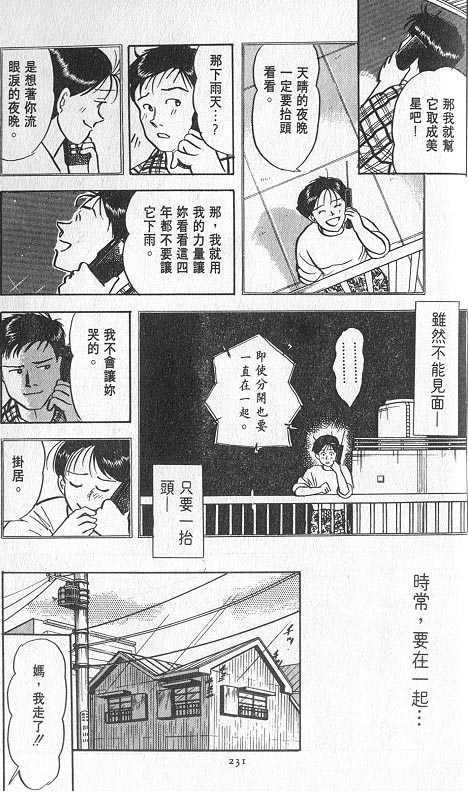 那我就幫
它取成美
星吧！
天晴的夜晚
一定要抬頭
看看。
那下雨天…？
是想著你流
眼淚的夜晚。
那，我就用
我的力量讓
妳看看這四
年都不要讓
它下雨。
雖然不能見面—
………
即使分開也要
一直在一起。
我不會讓妳
哭的。
掛居。
只要一抬
頭—
時常，要在一起…
媽，我走了!!
231